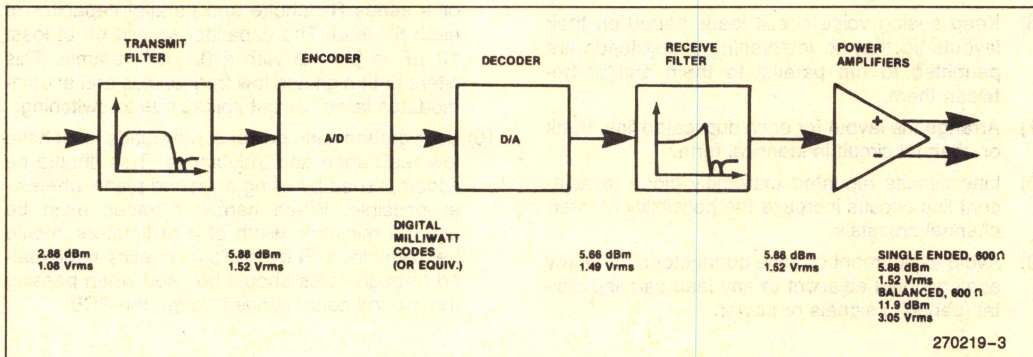 TRANSMIT
FILTER
ENCODER
DECODER
RECEIVE
FILTER
POWER
AMPLIFIERS
A/D
D/A
+
−
2.88 dBm
1.08 Vrms
5.88 dBm
1.52 Vrms
DIGITAL
MILLIWATT
CODES
(OR EQUIV.)
5.66 dBm
1.49 Vrms
5.88 dBm
1.52 Vrms
SINGLE ENDED, 600 Ω
5.88 dBm
1.52 Vrms
BALANCED, 600 Ω
11.9 dBm
3.05 Vrms
270219–3